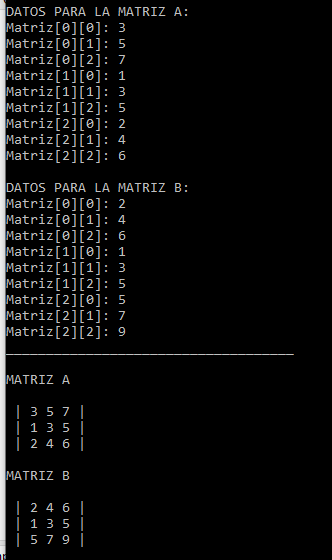 DATOS PARA LA MATRIZ A:
Matriz[0][0]: 3
Matriz[0][1]: 5
Matriz[0][2]: 7
Matriz[1][0]: 1
Matriz[1][1]: 3
Matriz[1][2]: 5
Matriz[2][0]: 2
Matriz[2][1]: 4
Matriz[2][2]: 6
DATOS PARA LA MATRIZ B:
Matriz[0][0]: 2
Matriz[0][1]: 4
Matriz[0][2]: 6
Matriz[1][0]: 1
Matriz[1][1]: 3
Matriz[1][2]: 5
Matriz[2][0]: 5
Matriz[2][1]: 7
Matriz[2][2]: 9
____________________________________
MATRIZ A
| 3 5 7 |
| 1 3 5 |
| 2 4 6 |
MATRIZ B
| 2 4 6 |
| 1 3 5 |
| 5 7 9 |